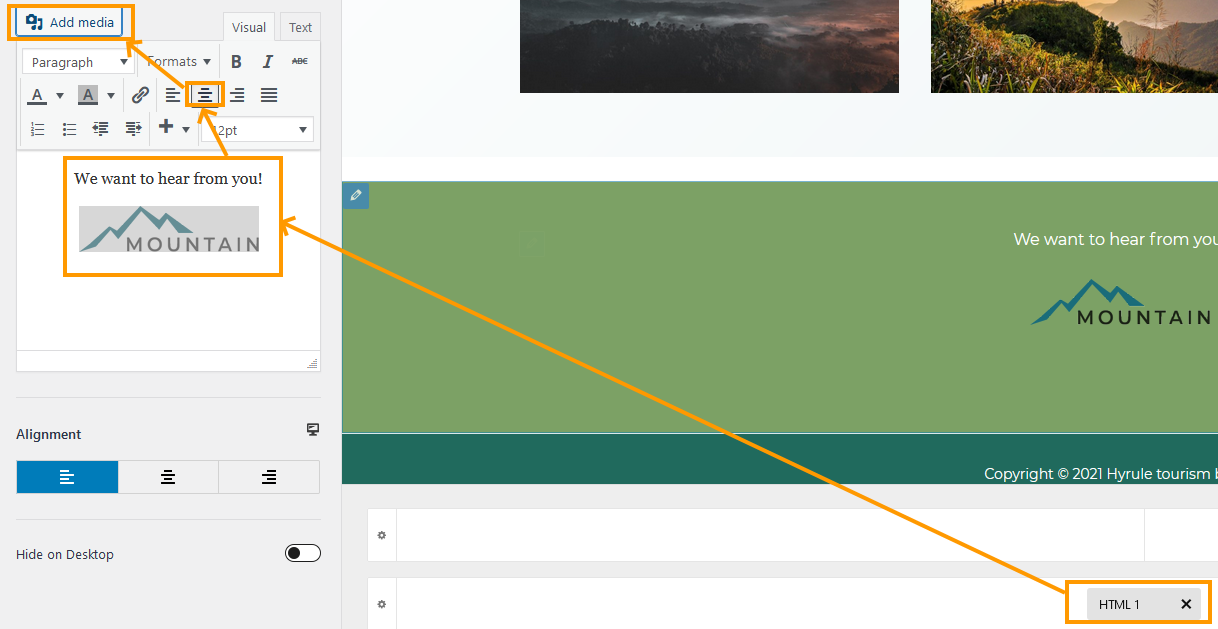 Add media
Visual
Text
Paragraph
Formats
B
I
ABC
A
A
12pt
We want to hear from you!
MOUNTAIN
Alignment
Hide on Desktop
We want to hear from you
MOUNTAIN
Copyright © 2021 Hyrule tourism
HTML 1